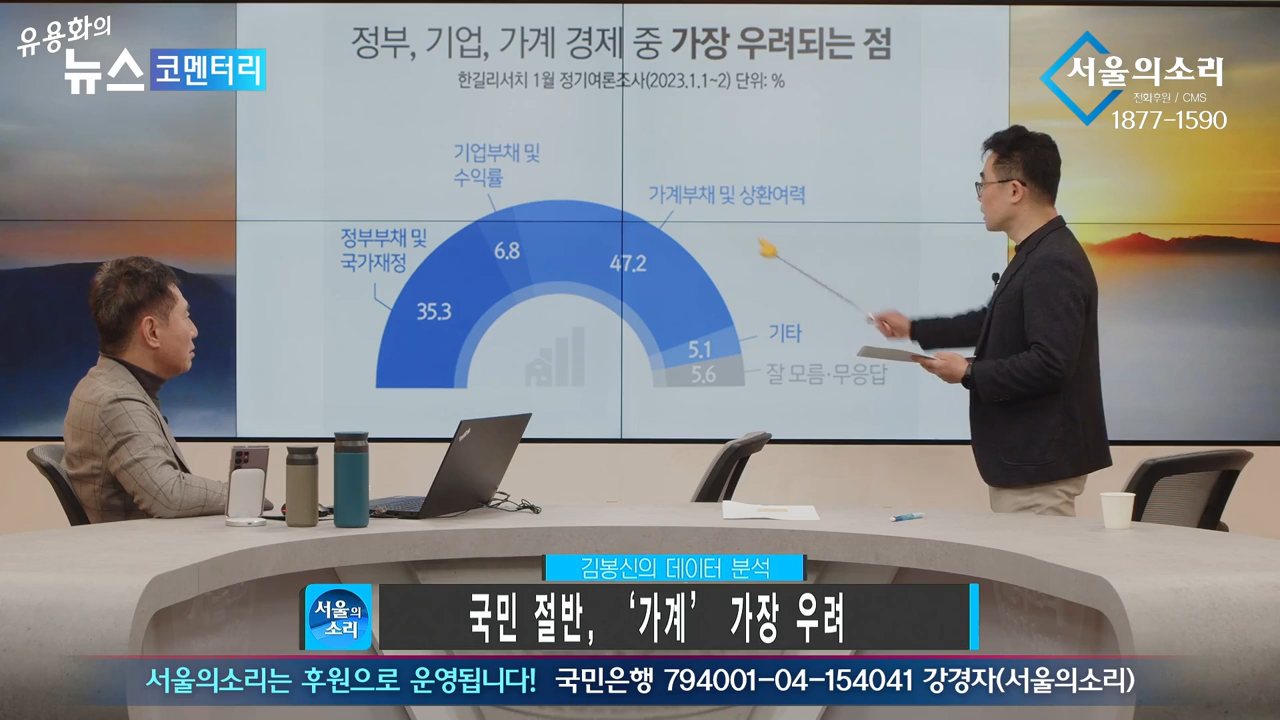 유용화의
뉴스 코멘터리
정부, 기업, 가계 경제 중 가장 우려되는 점
한길리서치 1월 정기여론조사(2023.1.1~2) 단위: %
서울의소리
전화후원 / CMS
1877-1590
기업부채 및
수익률
가계부채 및 상환여력
정부부채 및
국가재정
6.8
47.2
35.3
기타
5.1
5.6
잘 모름·무응답
김봉신의 데이터 분석
서울의
소리
국민 절반, ‘가계’ 가장 우려
서울의소리는 후원으로 운영됩니다! 국민은행 794001-04-154041 강경자(서울의소리)